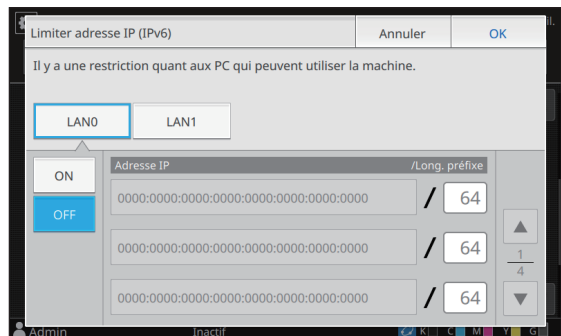 Limiter adresse IP (IPv6) Annuler OK
il.
Il y a une restriction quant aux PC qui peuvent utiliser la machine.
LAN0 LAN1
Adresse IP /Long. préfixe
ON
0000:0000:0000:0000:0000:0000:0000:0000 / 64
OFF
0000:0000:0000:0000:0000:0000:0000:0000 / 64
1
4
0000:0000:0000:0000:0000:0000:0000:0000 / 64
Admin Inactif K C M Y G